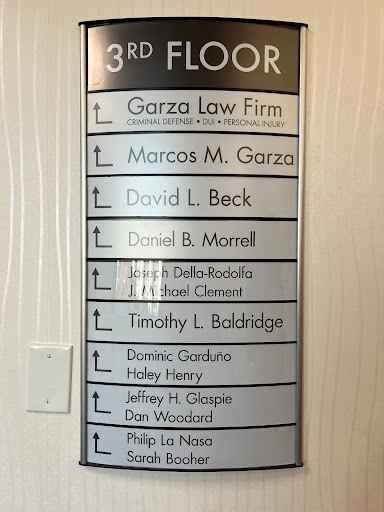 3RD FLOOR
Garza Law Firm
CRIMINAL DEFENSE • DUI • PERSONAL INJURY
Marcos M. Garza
David L. Beck
Daniel B. Morrell
Joseph Della-Rodolfa
J. Michael Clement
Timothy L. Baldridge
Dominic Garduño
Haley Henry
Jeffrey H. Glaspie
Dan Woodard
Philip La Nasa
Sarah Booher